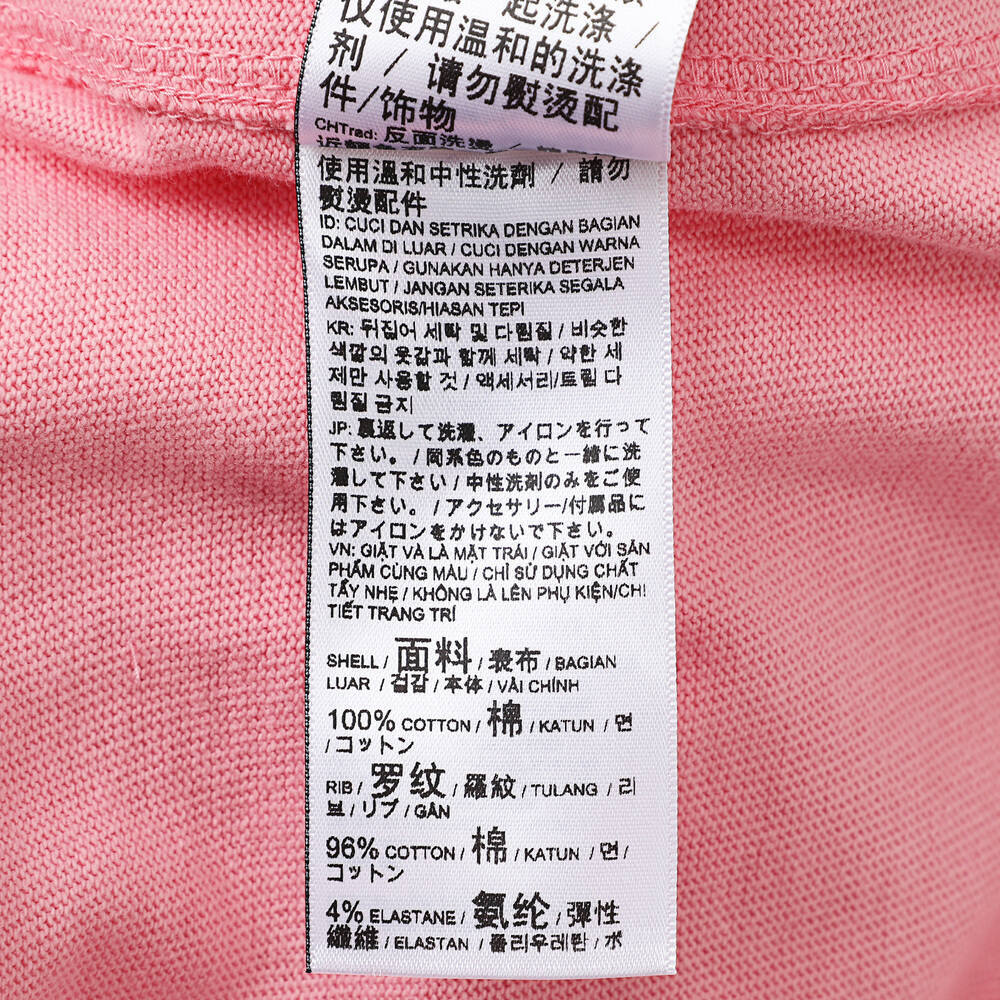 起洗涤 /
仅使用温和的洗涤
剂 / 请勿熨烫配
件/饰物
CHTrad: 反面洗燙 /
使用溫和中性洗劑 / 請勿
熨燙配件
ID: CUCI DAN SETRIKA DENGAN BAGIAN
DALAM DI LUAR / CUCI DENGAN WARNA
SERUPA / GUNAKAN HANYA DETERJEN
LEMBUT / JANGAN SETERIKA SEGALA
AKSESORIS/HIASAN TEPI
KR: 뒤집어 세탁 및 다림질 / 비슷한
색깔의 옷감과 함께 세탁 / 약한 세
제만 사용할 것 / 액세서리/트림 다
림질 금지
JP: 裏返して洗濯、アイロンを行って
下さい。/ 同系色のものと一緒に洗
濯して下さい / 中性洗剤のみをご使
用下さい。/ アクセサリー/付属品に
はアイロンをかけないで下さい。
VN: GIẶT VÀ LÀ MẶT TRÁI / GIẶT VỚI SẢN
PHẨM CÙNG MÀU / CHỈ SỬ DỤNG CHẤT
TẨY NHẸ / KHÔNG LÀ LÊN PHỤ KIỆN/CHI
TIẾT TRANG TRÍ
SHELL / 面料 / 表布 / BAGIAN
LUAR / 겉감 / 本体 / VẢI CHÍNH
100% COTTON / 棉 / KATUN / 면
/ コットン
RIB / 罗纹 / 羅紋 / TULANG / 리
브 / リブ / GÂN
96% COTTON / 棉 / KATUN / 면 /
コットン
4% ELASTANE / 氨纶 / 彈性
纖維 / ELASTAN / 폴리우레탄 / ポ